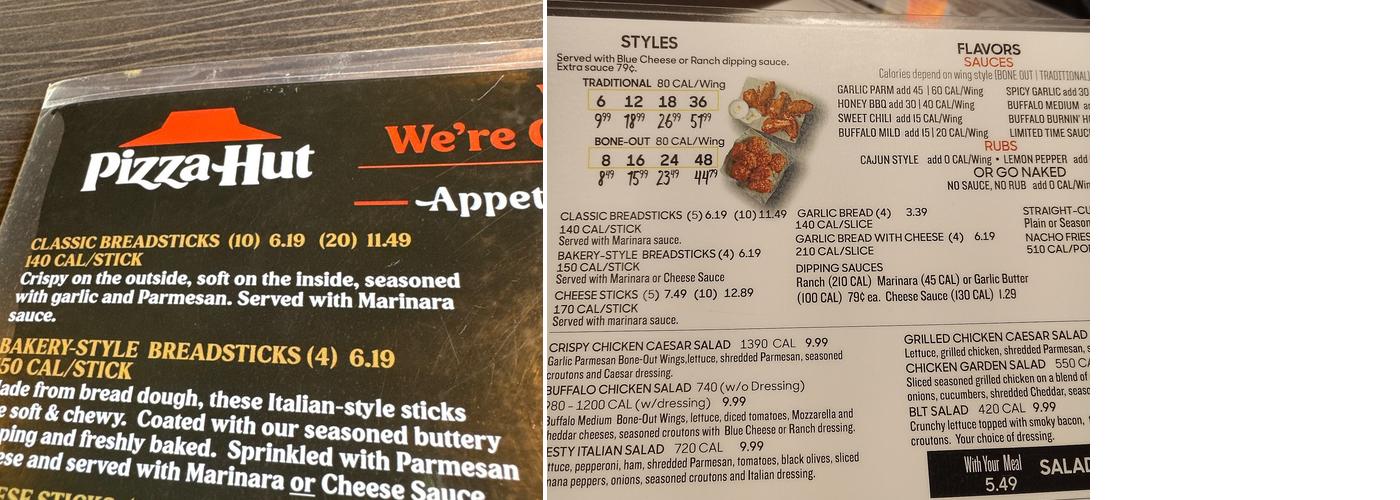 Pizza Hut
We're
Appet
CLASSIC BREADSTICKS (10) 6.19 (20) 11.49
140 CAL/STICK
Crispy on the outside, soft on the inside, seasoned
with garlic and Parmesan. Served with Marinara
sauce.
BAKERY-STYLE BREADSTICKS (4) 6.19
50 CAL/STICK
ade from bread dough, these Italian-style sticks
e soft & chewy. Coated with our seasoned buttery
ping and freshly baked. Sprinkled with Parmesan
ese and served with Marinara or Cheese Sauce
STYLES
Served with Blue Cheese or Ranch dipping sauce.
Extra sauce 79¢.
TRADITIONAL 80 CAL/Wing
6 12 18 36
9.99 18.99 26.99 51.99
BONE-OUT 80 CAL/Wing
8 16 24 48
8.49 15.99 23.49 44.79
FLAVORS
SAUCES
Calories depend on wing style (BONE OUT | TRADITIONAL)
GARLIC PARM add 45 | 60 CAL/Wing SPICY GARLIC add 30
HONEY BBQ add 30 | 40 CAL/Wing BUFFALO MEDIUM
SWEET CHILI add 15 CAL/Wing BUFFALO BURNIN'
BUFFALO MILD add 15 | 20 CAL/Wing LIMITED TIME SAUC
RUBS
CAJUN STYLE add 0 CAL/Wing • LEMON PEPPER add
OR GO NAKED
NO SAUCE, NO RUB add 0 CAL/Win
CLASSIC BREADSTICKS (5) 6.19 (10) 11.49
140 CAL/STICK
Served with Marinara sauce.
BAKERY-STYLE BREADSTICKS (4) 6.19
150 CAL/STICK
Served with Marinara or Cheese Sauce
CHEESE STICKS (5) 7.49 (10) 12.89
170 CAL/STICK
Served with marinara sauce.
GARLIC BREAD (4) 3.39
140 CAL/SLICE
GARLIC BREAD WITH CHEESE (4) 6.19
210 CAL/SLICE
DIPPING SAUCES
Ranch (210 CAL) Marinara (45 CAL) or Garlic Butter
(100 CAL) 79¢ ea. Cheese Sauce (130 CAL) 1.29
STRAIGHT-CU
Plain or Season
NACHO FRIES
510 CAL/PO
CRISPY CHICKEN CAESAR SALAD 1390 CAL 9.99
Garlic Parmesan Bone-Out Wings,lettuce, shredded Parmesan, seasoned
croutons and Caesar dressing.
BUFFALO CHICKEN SALAD 740 (w/o Dressing)
980 - 1200 CAL (w/dressing) 9.99
Buffalo Medium Bone-Out Wings, lettuce, diced tomatoes, Mozzarella and
heddar cheeses, seasoned croutons with Blue Cheese or Ranch dressing.
ESTY ITALIAN SALAD 720 CAL 9.99
ttuce, pepperoni, ham, shredded Parmesan, tomatoes, black olives, sliced
nana peppers, onions, seasoned croutons and Italian dressing.
GRILLED CHICKEN CAESAR SALAD
Lettuce, grilled chicken, shredded Parmesan,
CHICKEN GARDEN SALAD 550 CA
Sliced seasoned grilled chicken on a blend of
onions, cucumbers, shredded Cheddar, seas
BLT SALAD 420 CAL 9.99
Crunchy lettuce topped with smoky bacon,
croutons. Your choice of dressing.
With Your Meal
5.49
SALAD